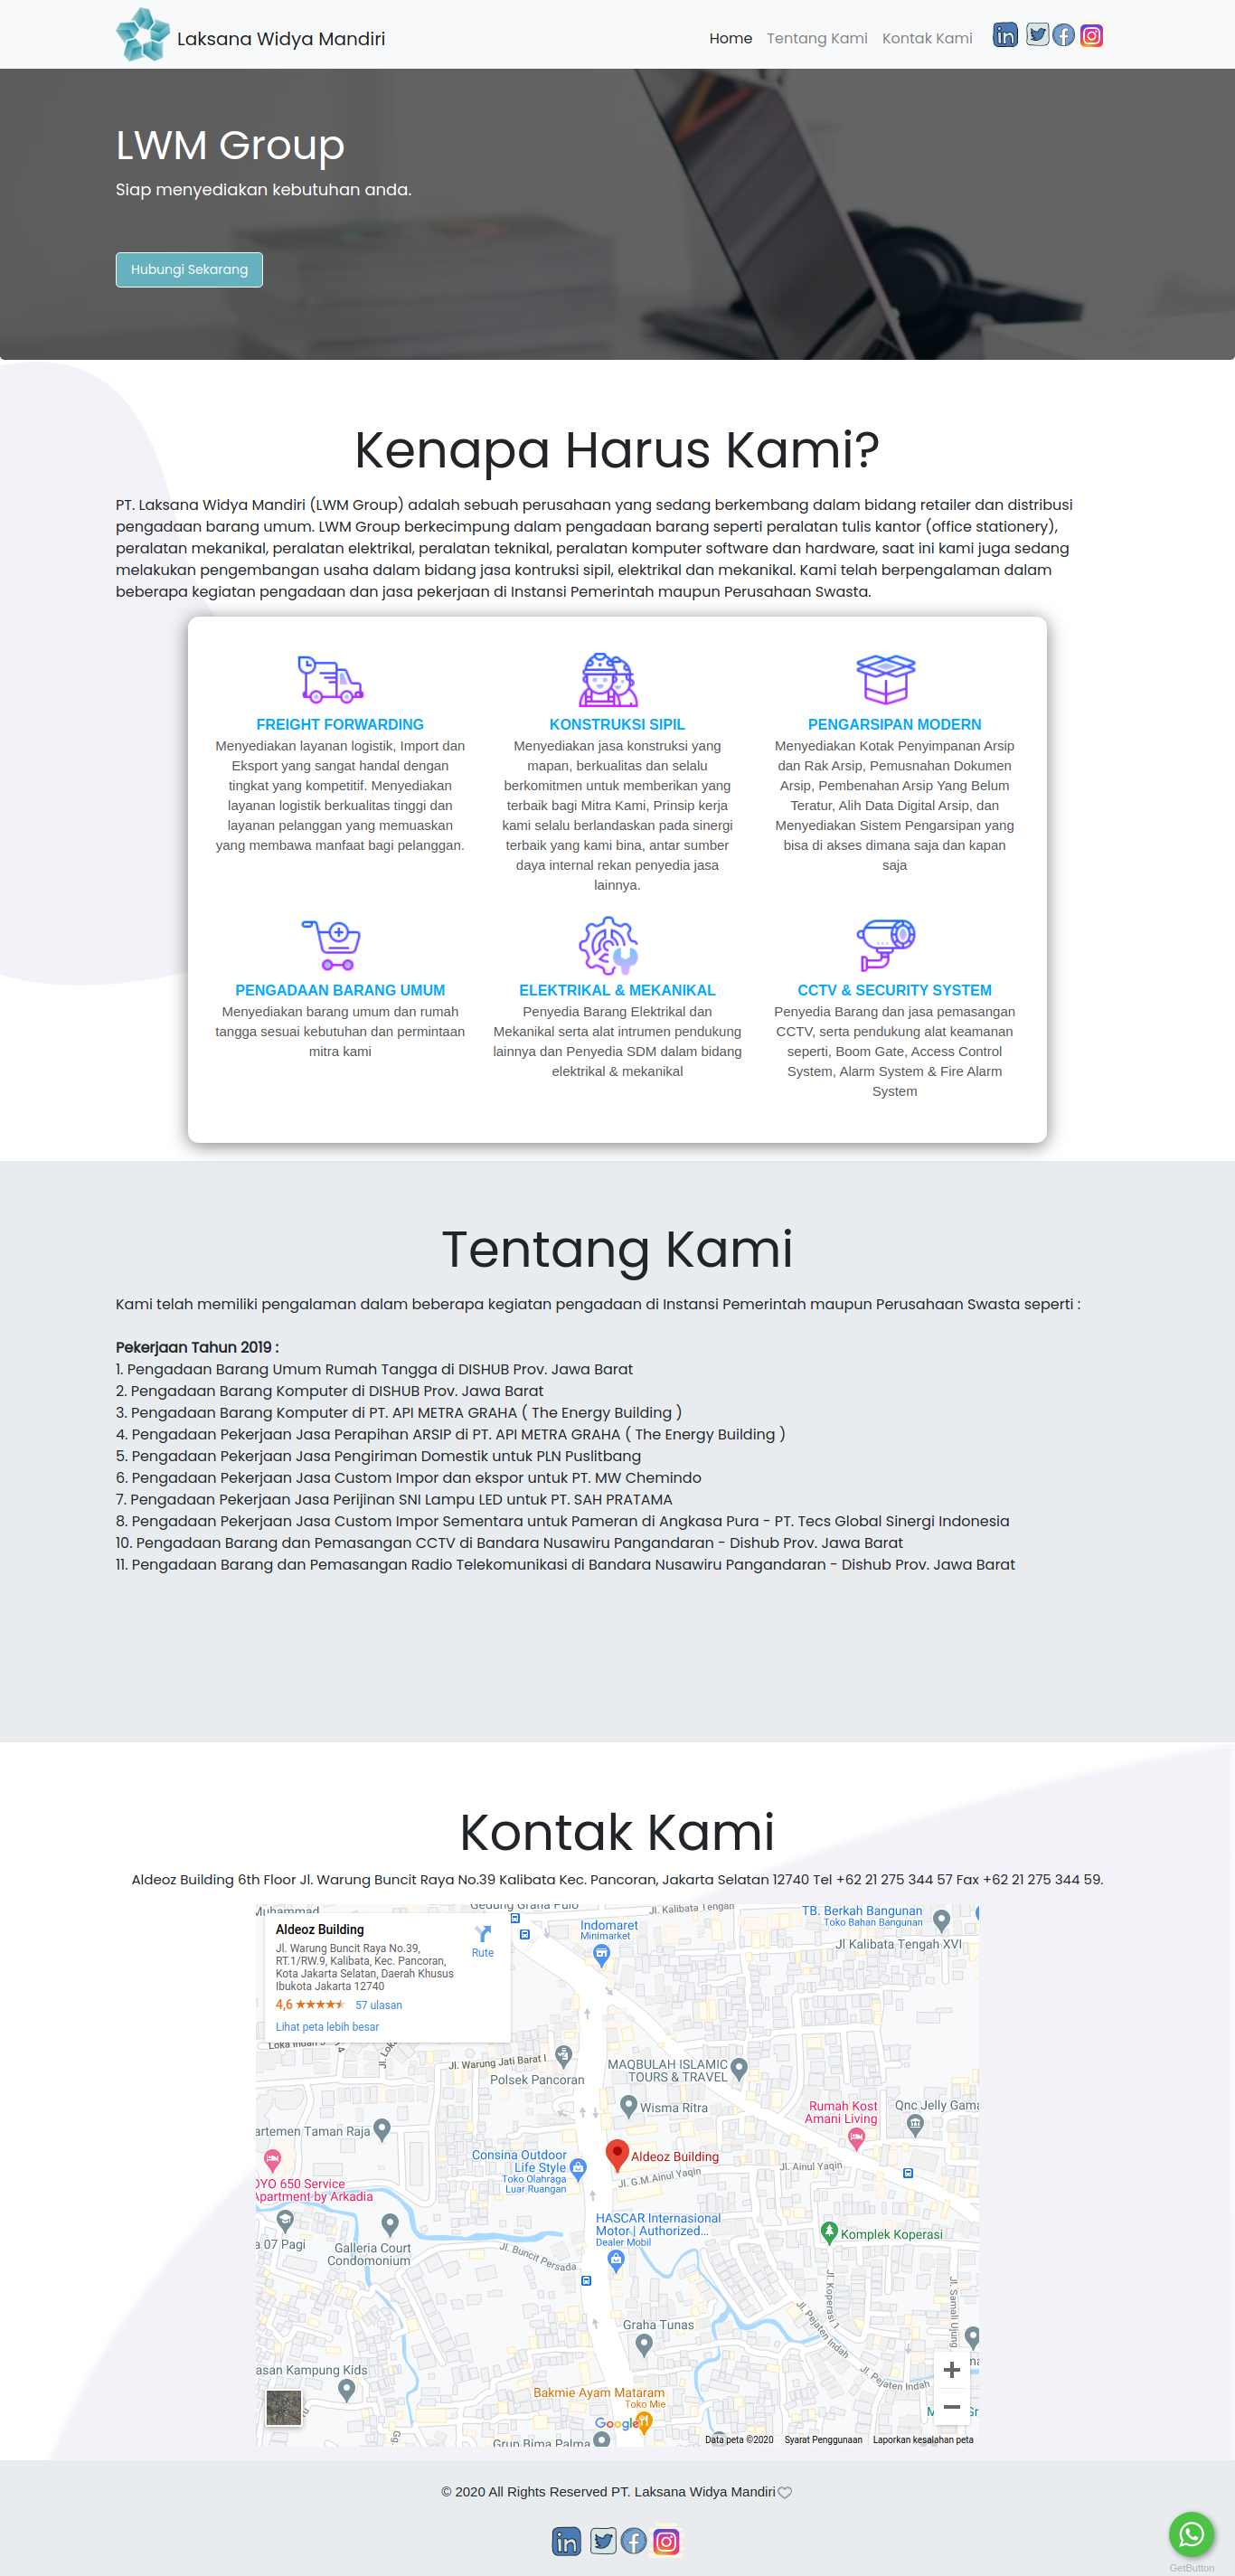 Laksana Widya Mandiri
Home Tentang Kami Kontak Kami
LWM Group
Siap menyediakan kebutuhan anda.
Hubungi Sekarang
Kenapa Harus Kami?
PT. Laksana Widya Mandiri (LWM Group) adalah sebuah perusahaan yang sedang berkembang dalam bidang retailer dan distribusi
pengadaan barang umum. LWM Group berkecimpung dalam pengadaan barang seperti peralatan tulis kantor (office stationery),
peralatan mekanikal, peralatan elektrikal, peralatan teknikal, peralatan komputer software dan hardware, saat ini kami juga sedang
melakukan pengembangan usaha dalam bidang jasa kontruksi sipil, elektrikal dan mekanikal. Kami telah berpengalaman dalam
beberapa kegiatan pengadaan dan jasa pekerjaan di Instansi Pemerintah maupun Perusahaan Swasta.
FREIGHT FORWARDING
Menyediakan layanan logistik, Import dan
Eksport yang sangat handal dengan
tingkat yang kompetitif. Menyediakan
layanan logistik berkualitas tinggi dan
layanan pelanggan yang memuaskan
yang membawa manfaat bagi pelanggan.
KONSTRUKSI SIPIL
Menyediakan jasa konstruksi yang
mapan, berkualitas dan selalu
berkomitmen untuk memberikan yang
terbaik bagi Mitra Kami, Prinsip kerja
kami selalu berlandaskan pada sinergi
terbaik yang kami bina, antar sumber
daya internal rekan penyedia jasa
lainnya.
PENGARSIPAN MODERN
Menyediakan Kotak Penyimpanan Arsip
dan Rak Arsip, Pemusnahan Dokumen
Arsip, Pembenahan Arsip Yang Belum
Teratur, Alih Data Digital Arsip, dan
Menyediakan Sistem Pengarsipan yang
bisa di akses dimana saja dan kapan
saja
PENGADAAN BARANG UMUM
Menyediakan barang umum dan rumah
tangga sesuai kebutuhan dan permintaan
mitra kami
ELEKTRIKAL & MEKANIKAL
Penyedia Barang Elektrikal dan
Mekanikal serta alat intrumen pendukung
lainnya dan Penyedia SDM dalam bidang
elektrikal & mekanikal
CCTV & SECURITY SYSTEM
Penyedia Barang dan jasa pemasangan
CCTV, serta pendukung alat keamanan
seperti, Boom Gate, Access Control
System, Alarm System & Fire Alarm
System
Tentang Kami
Kami telah memiliki pengalaman dalam beberapa kegiatan pengadaan di Instansi Pemerintah maupun Perusahaan Swasta seperti :
Pekerjaan Tahun 2019 :
1. Pengadaan Barang Umum Rumah Tangga di DISHUB Prov. Jawa Barat
2. Pengadaan Barang Komputer di DISHUB Prov. Jawa Barat
3. Pengadaan Barang Komputer di PT. API METRA GRAHA ( The Energy Building )
4. Pengadaan Pekerjaan Jasa Perapihan ARSIP di PT. API METRA GRAHA ( The Energy Building )
5. Pengadaan Pekerjaan Jasa Pengiriman Domestik untuk PLN Puslitbang
6. Pengadaan Pekerjaan Jasa Custom Impor dan ekspor untuk PT. MW Chemindo
7. Pengadaan Pekerjaan Jasa Perijinan SNI Lampu LED untuk PT. SAH PRATAMA
8. Pengadaan Pekerjaan Jasa Custom Impor Sementara untuk Pameran di Angkasa Pura - PT. Tecs Global Sinergi Indonesia
10. Pengadaan Barang dan Pemasangan CCTV di Bandara Nusawiru Pangandaran - Dishub Prov. Jawa Barat
11. Pengadaan Barang dan Pemasangan Radio Telekomunikasi di Bandara Nusawiru Pangandaran - Dishub Prov. Jawa Barat
Kontak Kami
Aldeoz Building 6th Floor Jl. Warung Buncit Raya No.39 Kalibata Kec. Pancoran, Jakarta Selatan 12740 Tel +62 21 275 344 57 Fax +62 21 275 344 59.
Aldeoz Building
Jl. Warung Buncit Raya No.39,
RT.1/RW.9, Kalibata, Kec. Pancoran,
Kota Jakarta Selatan, Daerah Khusus
Ibukota Jakarta 12740
4,6
57 ulasan
Lihat peta lebih besar
Rute
Indomaret
Minimarket
Jl. Kalibata Tengah
TB. Berkah Bangunan
Toko Bahan Bangunan
Jl Kalibata Tengah XVI
Jl. Warung Jati Barat I
Polsek Pancoran
MAQBULAH ISLAMIC
TOURS & TRAVEL
Wisma Ritra
Rumah Kost
Amani Living
Qnc Jelly Gama
artemen Taman Raja
Consina Outdoor
Life Style
Toko Olahraga
Luar Ruangan
Aldeoz Building
Jl. G.M.Ainul Yaqin
Jl. Ainul Yaqin
OYO 650 Service
Apartment by Arkadia
HASCAR Internasional
Motor | Authorized...
Dealer Mobil
Komplek Koperasi
a 07 Pagi
Galleria Court
Condominium
Jl. Buncit Persada
Jl. Koperasi 1
Jl. Samali Ujung
Graha Tunas
Jl. Pejaten Indah
Jl. Pejaten Indah
asan Kampung Kids
Bakmie Ayam Mataram
Toko Mie
Google
Grup Bima Palma
Data peta ©2020 Syarat Penggunaan Laporkan kesalahan peta
© 2020 All Rights Reserved PT. Laksana Widya Mandiri
GetButton